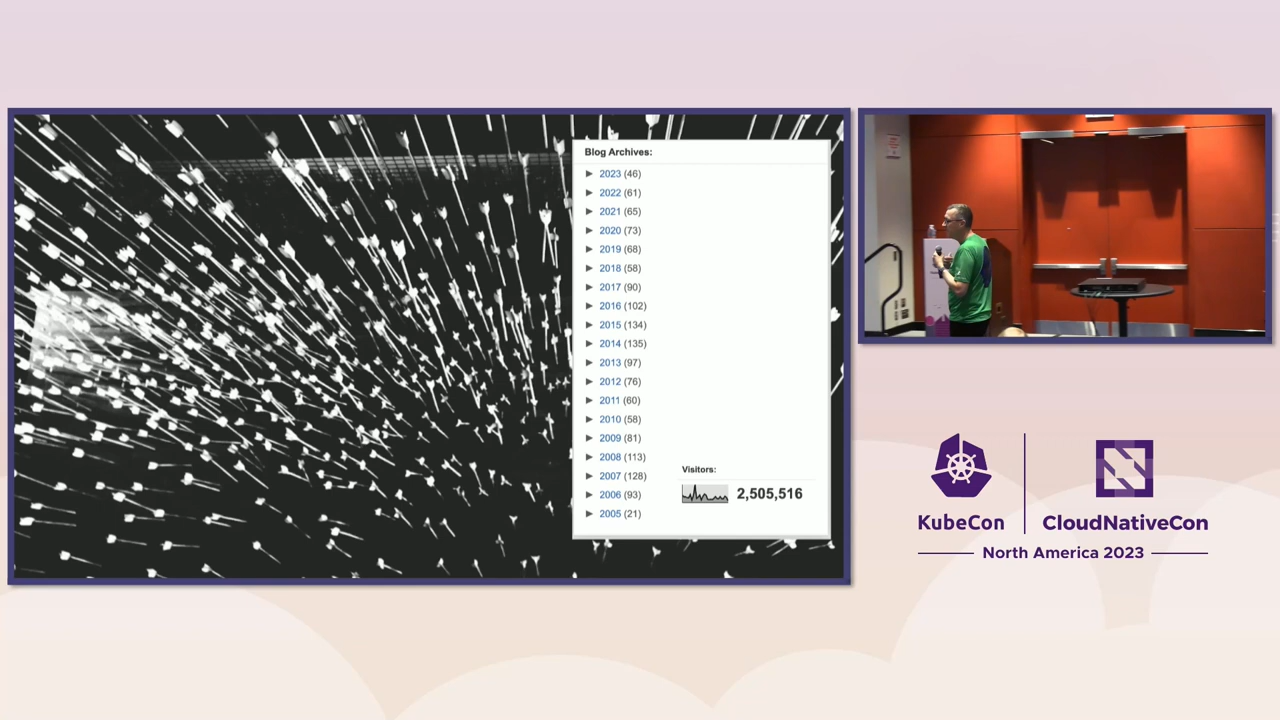 Blog Archives:
► 2023 (46)
► 2022 (61)
► 2021 (65)
► 2020 (73)
► 2019 (68)
► 2018 (58)
► 2017 (90)
► 2016 (102)
► 2015 (134)
► 2014 (135)
► 2013 (97)
► 2012 (76)
► 2011 (60)
► 2010 (58)
► 2009 (81)
► 2008 (113)
► 2007 (128)
► 2006 (93)
► 2005 (21)
Visitors:
2,505,516
KubeCon
CloudNativeCon
North America 2023